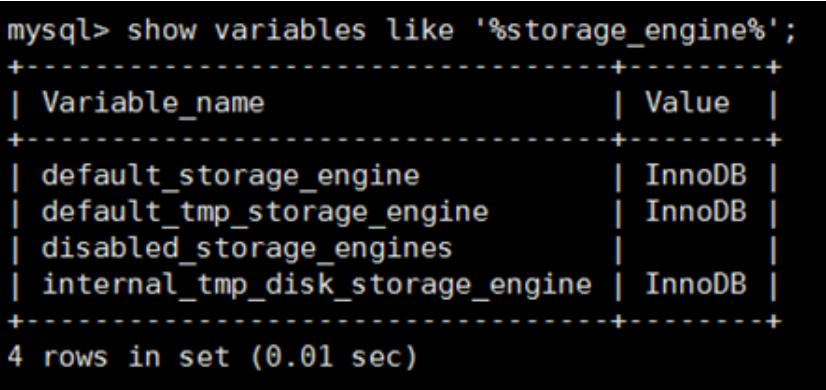 mysql> show variables like '%storage_engine%';
+----------------------------------+--------+
| Variable_name                    | Value  |
+----------------------------------+--------+
| default_storage_engine           | InnoDB |
| default_tmp_storage_engine       | InnoDB |
| disabled_storage_engines         |        |
| internal_tmp_disk_storage_engine | InnoDB |
+----------------------------------+--------+
4 rows in set (0.01 sec)